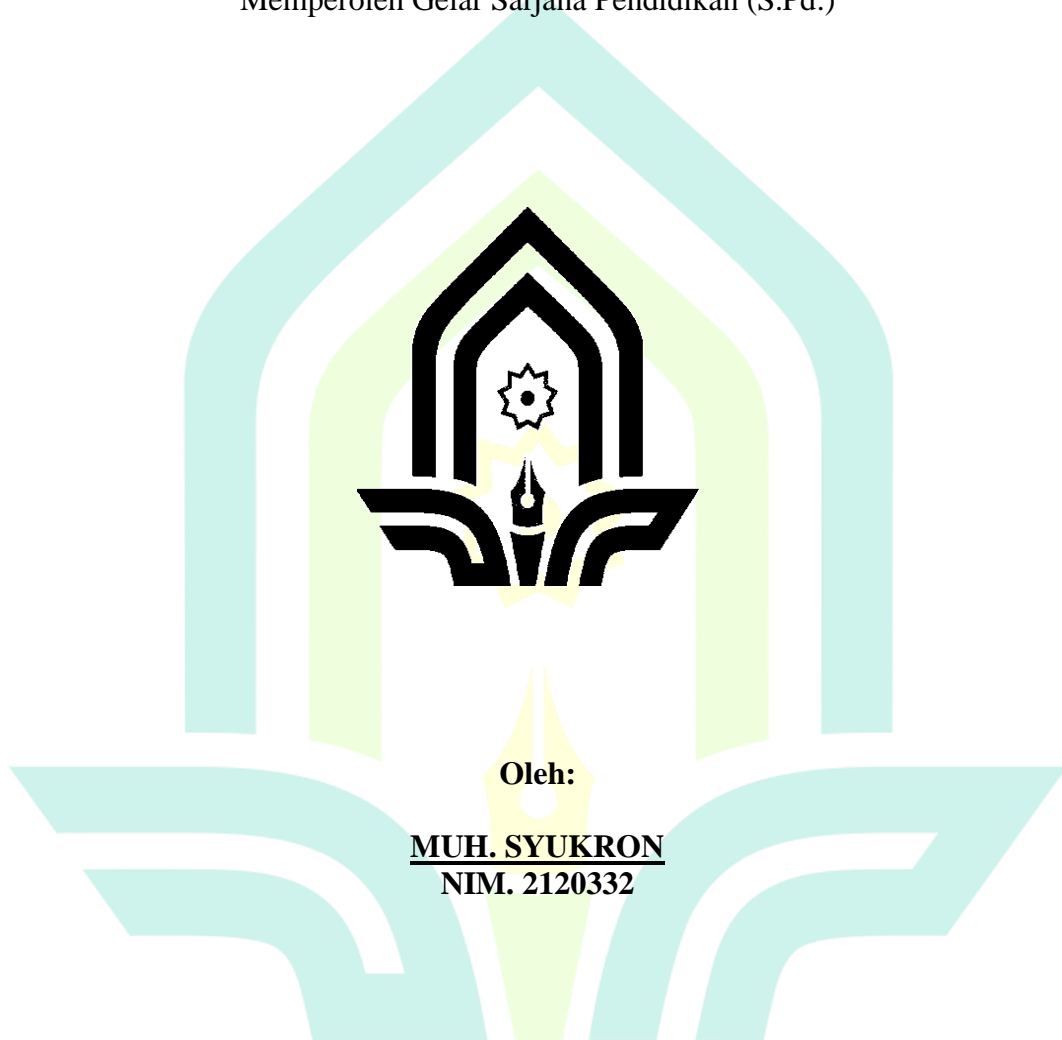 Memperoleh Gelar Sarjana Pendidikan (S.Pd.)
Oleh:
MUH. SYUKRON
NIM. 2120332